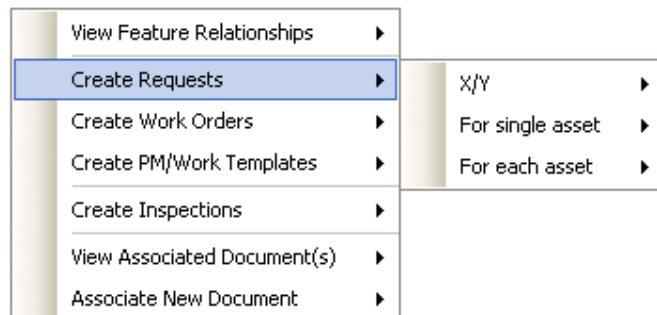 View Feature Relationships
Create Requests
Create Work Orders
Create PM/Work Templates
Create Inspections
View Associated Document(s)
Associate New Document
X/Y
For single asset
For each asset